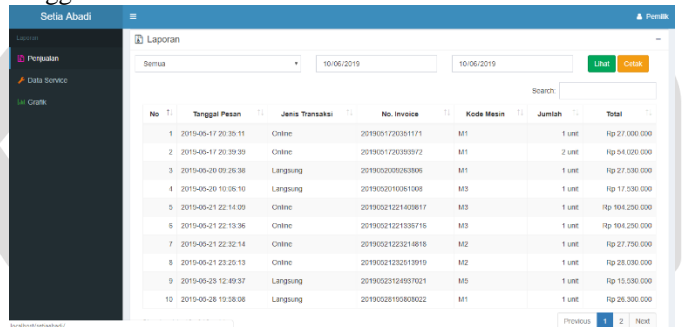 Setia Abadi
Pemilik
Laporan
Penjualan
Data Service
Grafik
Laporan
Semua 10/06/2019 10/06/2019 Lihat Cetak
Search:
No Tanggal Pesan Jenis Transaksi No. Invoice Kode Mesin Jumlah Total
1 2019-05-17 20:35:11 Online 2019051720351171 M1 1 unit Rp 27.000.000
2 2019-05-17 20:39:39 Online 2019051720393972 M1 2 unit Rp 54.020.000
3 2019-05-20 09:26:38 Langsung 2019052009263806 M1 1 unit Rp 27.530.000
4 2019-05-20 10:06:10 Langsung 2019052010061008 M3 1 unit Rp 17.530.000
5 2019-05-21 22:14:09 Online 20190521221409817 M3 1 unit Rp 104.250.000
6 2019-05-21 22:13:36 Online 20190521221336716 M3 1 unit Rp 104.250.000
7 2019-05-21 22:32:14 Online 20190521223214818 M2 1 unit Rp 27.750.000
8 2019-05-21 23:25:13 Online 20190521232513919 M2 1 unit Rp 28.030.000
9 2019-05-23 12:49:37 Langsung 20190523124937021 M5 1 unit Rp 15.530.000
10 2019-05-28 19:58:08 Langsung 20190528195808022 M1 1 unit Rp 26.300.000
Previous 1 2 Next